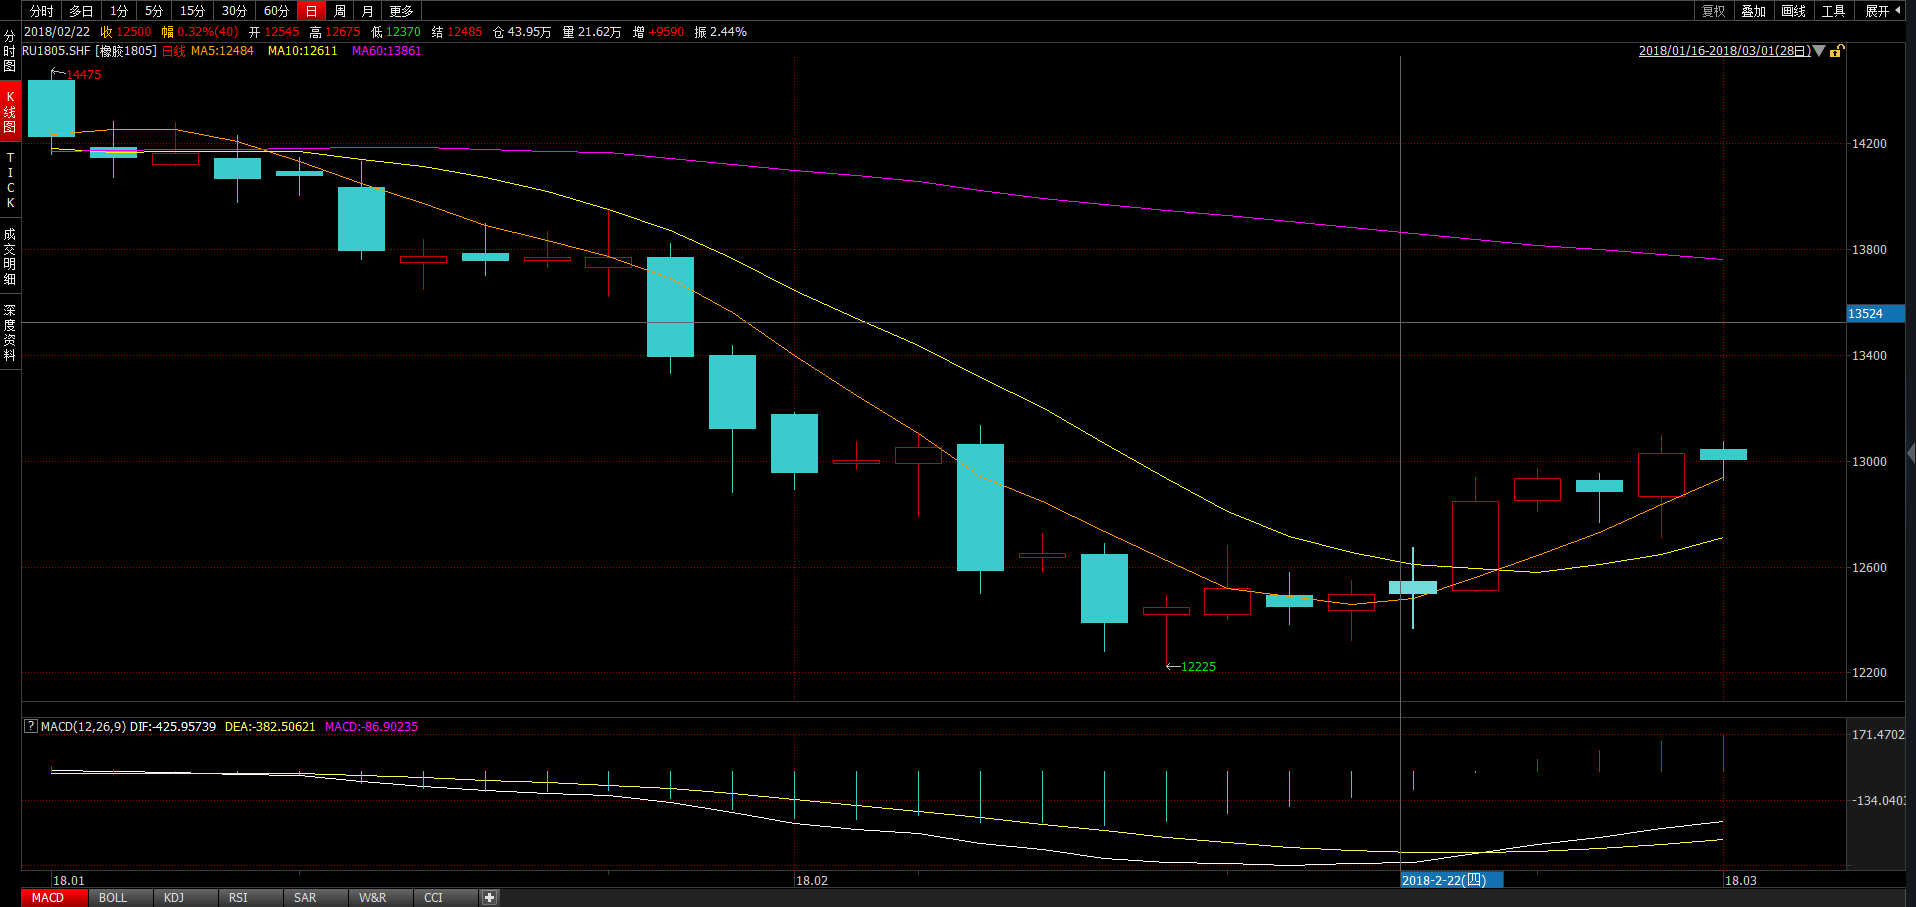 分时 多日 1分 5分 15分 30分 60分 日 周 月 更多 复权 叠加 画线 工具 展开
2018/02/22 收 12500 幅 0.32%(40) 开 12545 高 12675 低 12370 结 12485 仓 43.95万 量 21.62万 增 +9590 振 2.44%
RU1805.SHF [橡胶1805] 日线 MA5:12484 MA10:12611 MA60:13861 2018/01/16-2018/03/01(28日)
分时图
K线图
TICK
成交明细
深度资料
14475
14200
13800
13524
13400
13000
12600
12225
12200
? MACD(12,26,9) DIF:-425.95739 DEA:-382.50621 MACD:-86.90235
171.4702
-134.0403
18.01 18.02 2018-2-22(四) 18.03
MACD BOLL KDJ RSI SAR W&R CCI